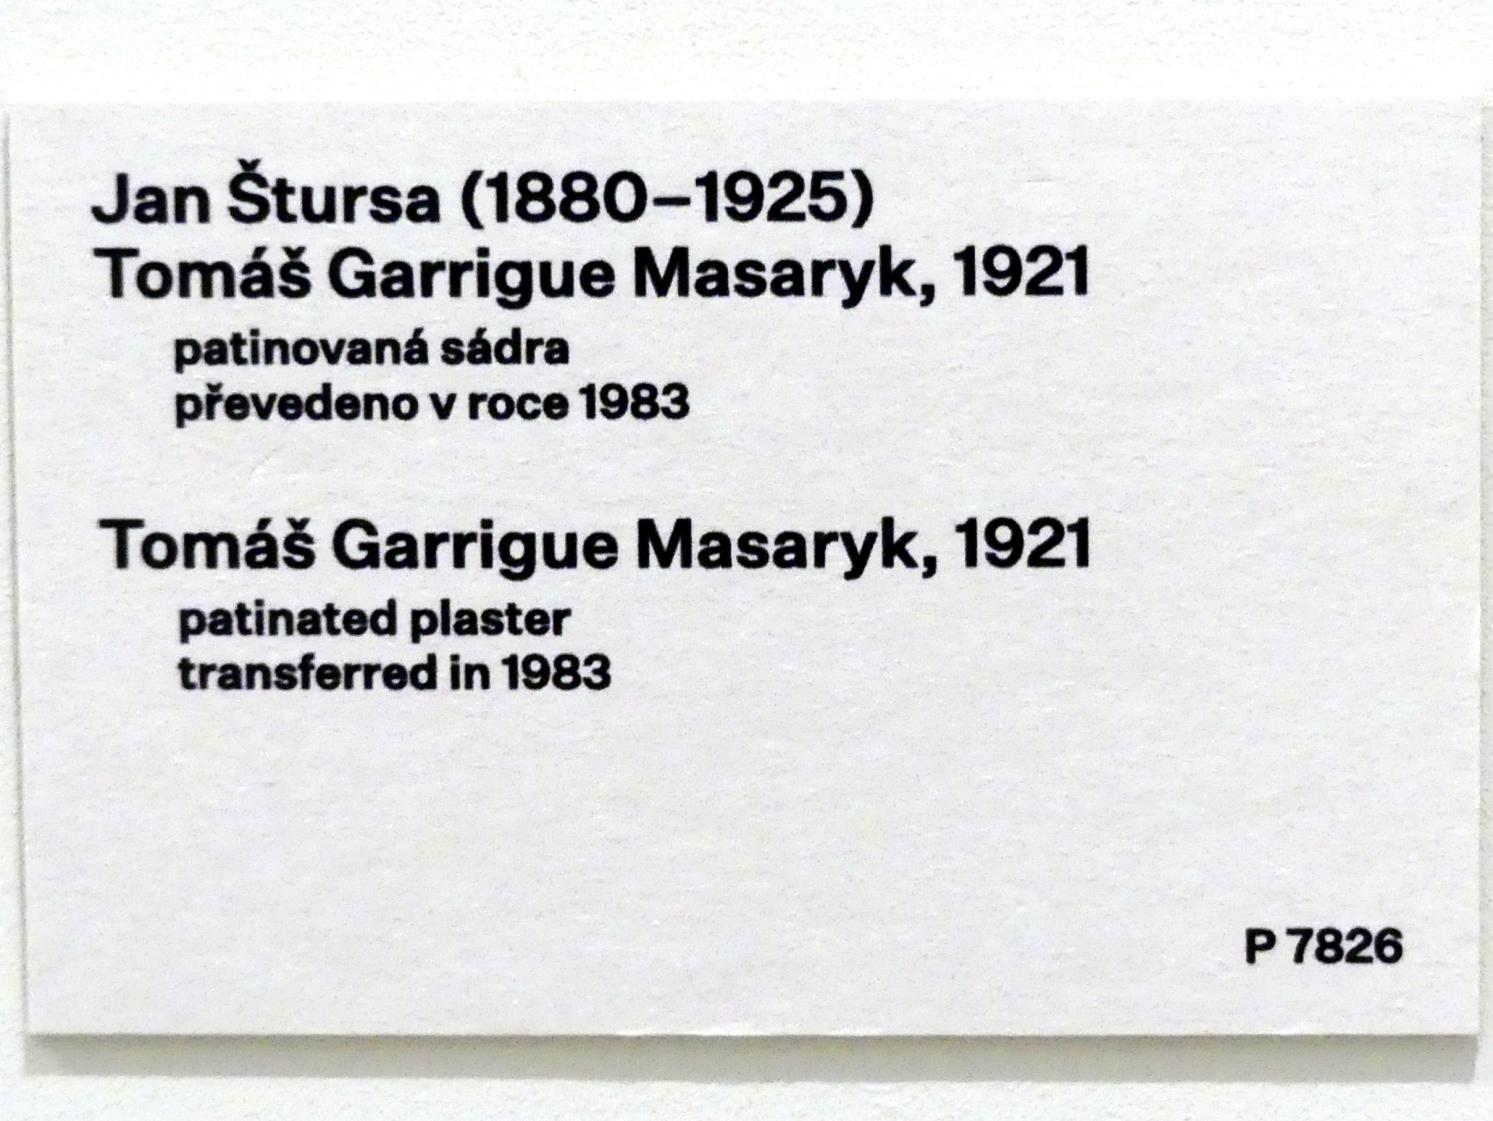 Jan Štursa (1880–1925)
Tomáš Garrigue Masaryk, 1921
patinovaná sádra
převedeno v roce 1983
Tomáš Garrigue Masaryk, 1921
patinated plaster
transferred in 1983
P 7826